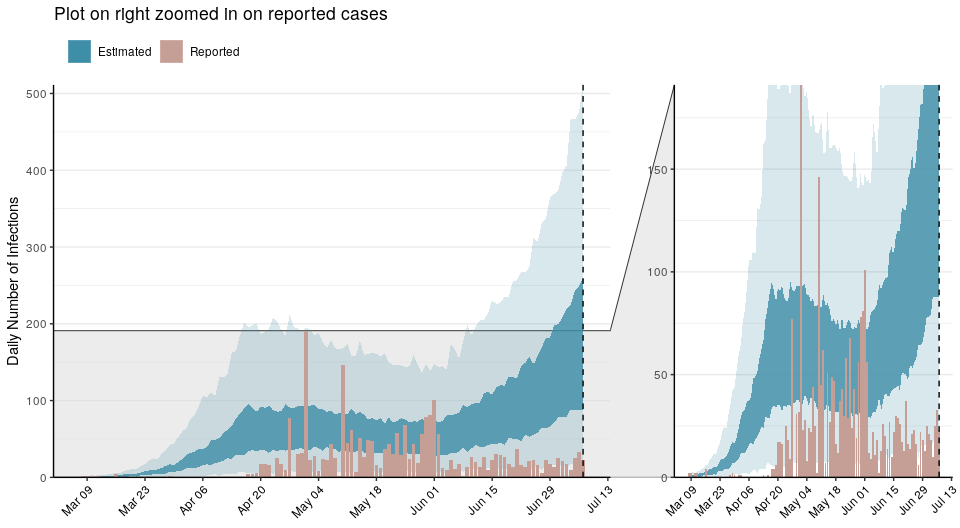 Plot on right zoomed in on reported cases
Estimated Reported
Daily Number of Infections
500
400
300
200
100
0
Mar 09 Mar 23 Apr 06 Apr 20 May 04 May 18 Jun 01 Jun 15 Jun 29 Jul 13
150
100
50
0
Mar 09 Mar 23 Apr 06 Apr 20 May 04 May 18 Jun 01 Jun 15 Jun 29 Jul 13